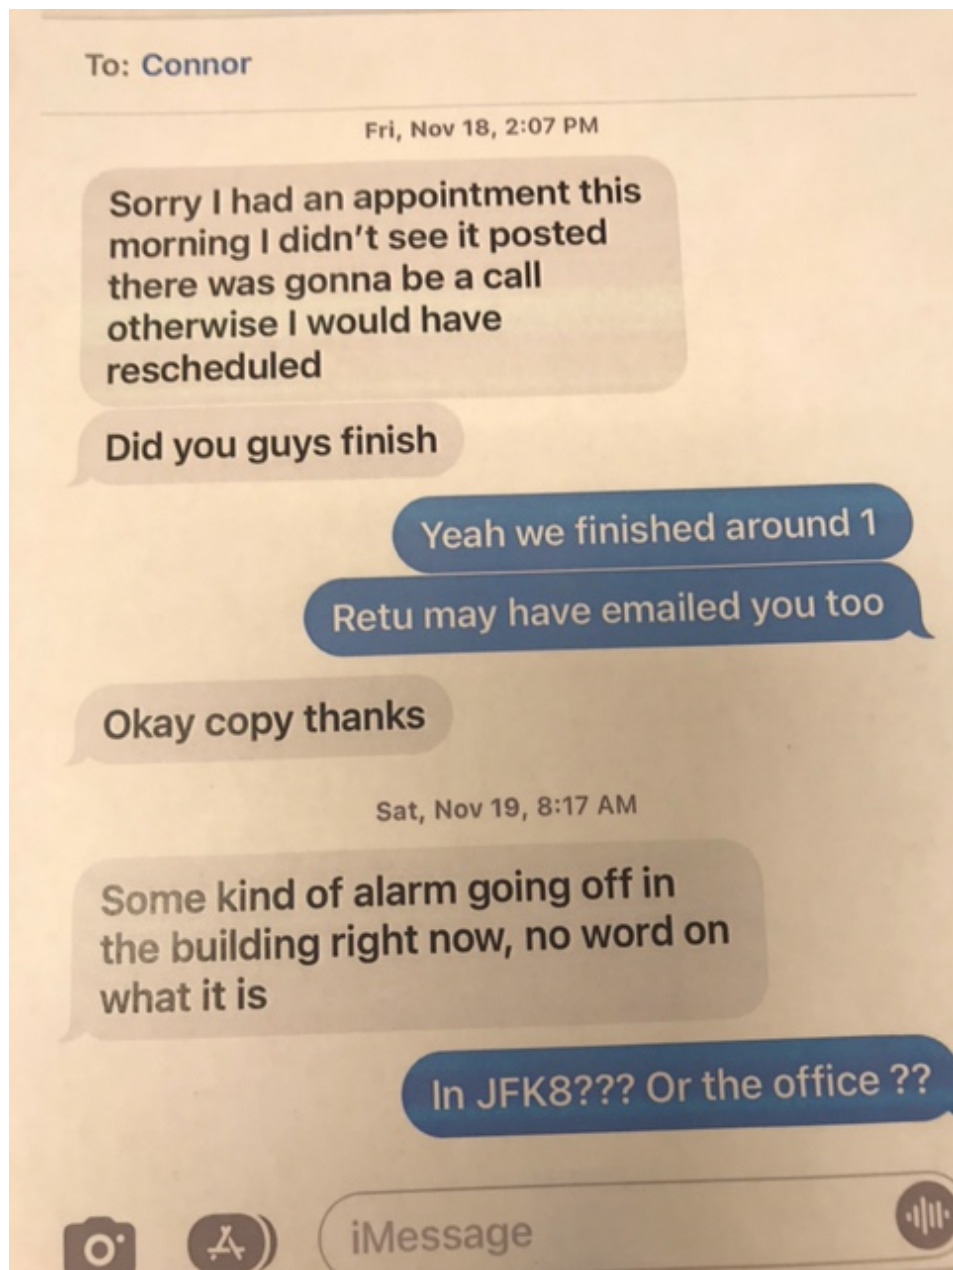 To: Connor
Fri, Nov 18, 2:07 PM
Sorry I had an appointment this
morning I didn't see it posted
there was gonna be a call
otherwise I would have
rescheduled
Did you guys finish
Yeah we finished around 1
Retu may have emailed you too
Okay copy thanks
Sat, Nov 19, 8:17 AM
Some kind of alarm going off in
the building right now, no word on
what it is
In JFK8??? Or the office ??
iMessage